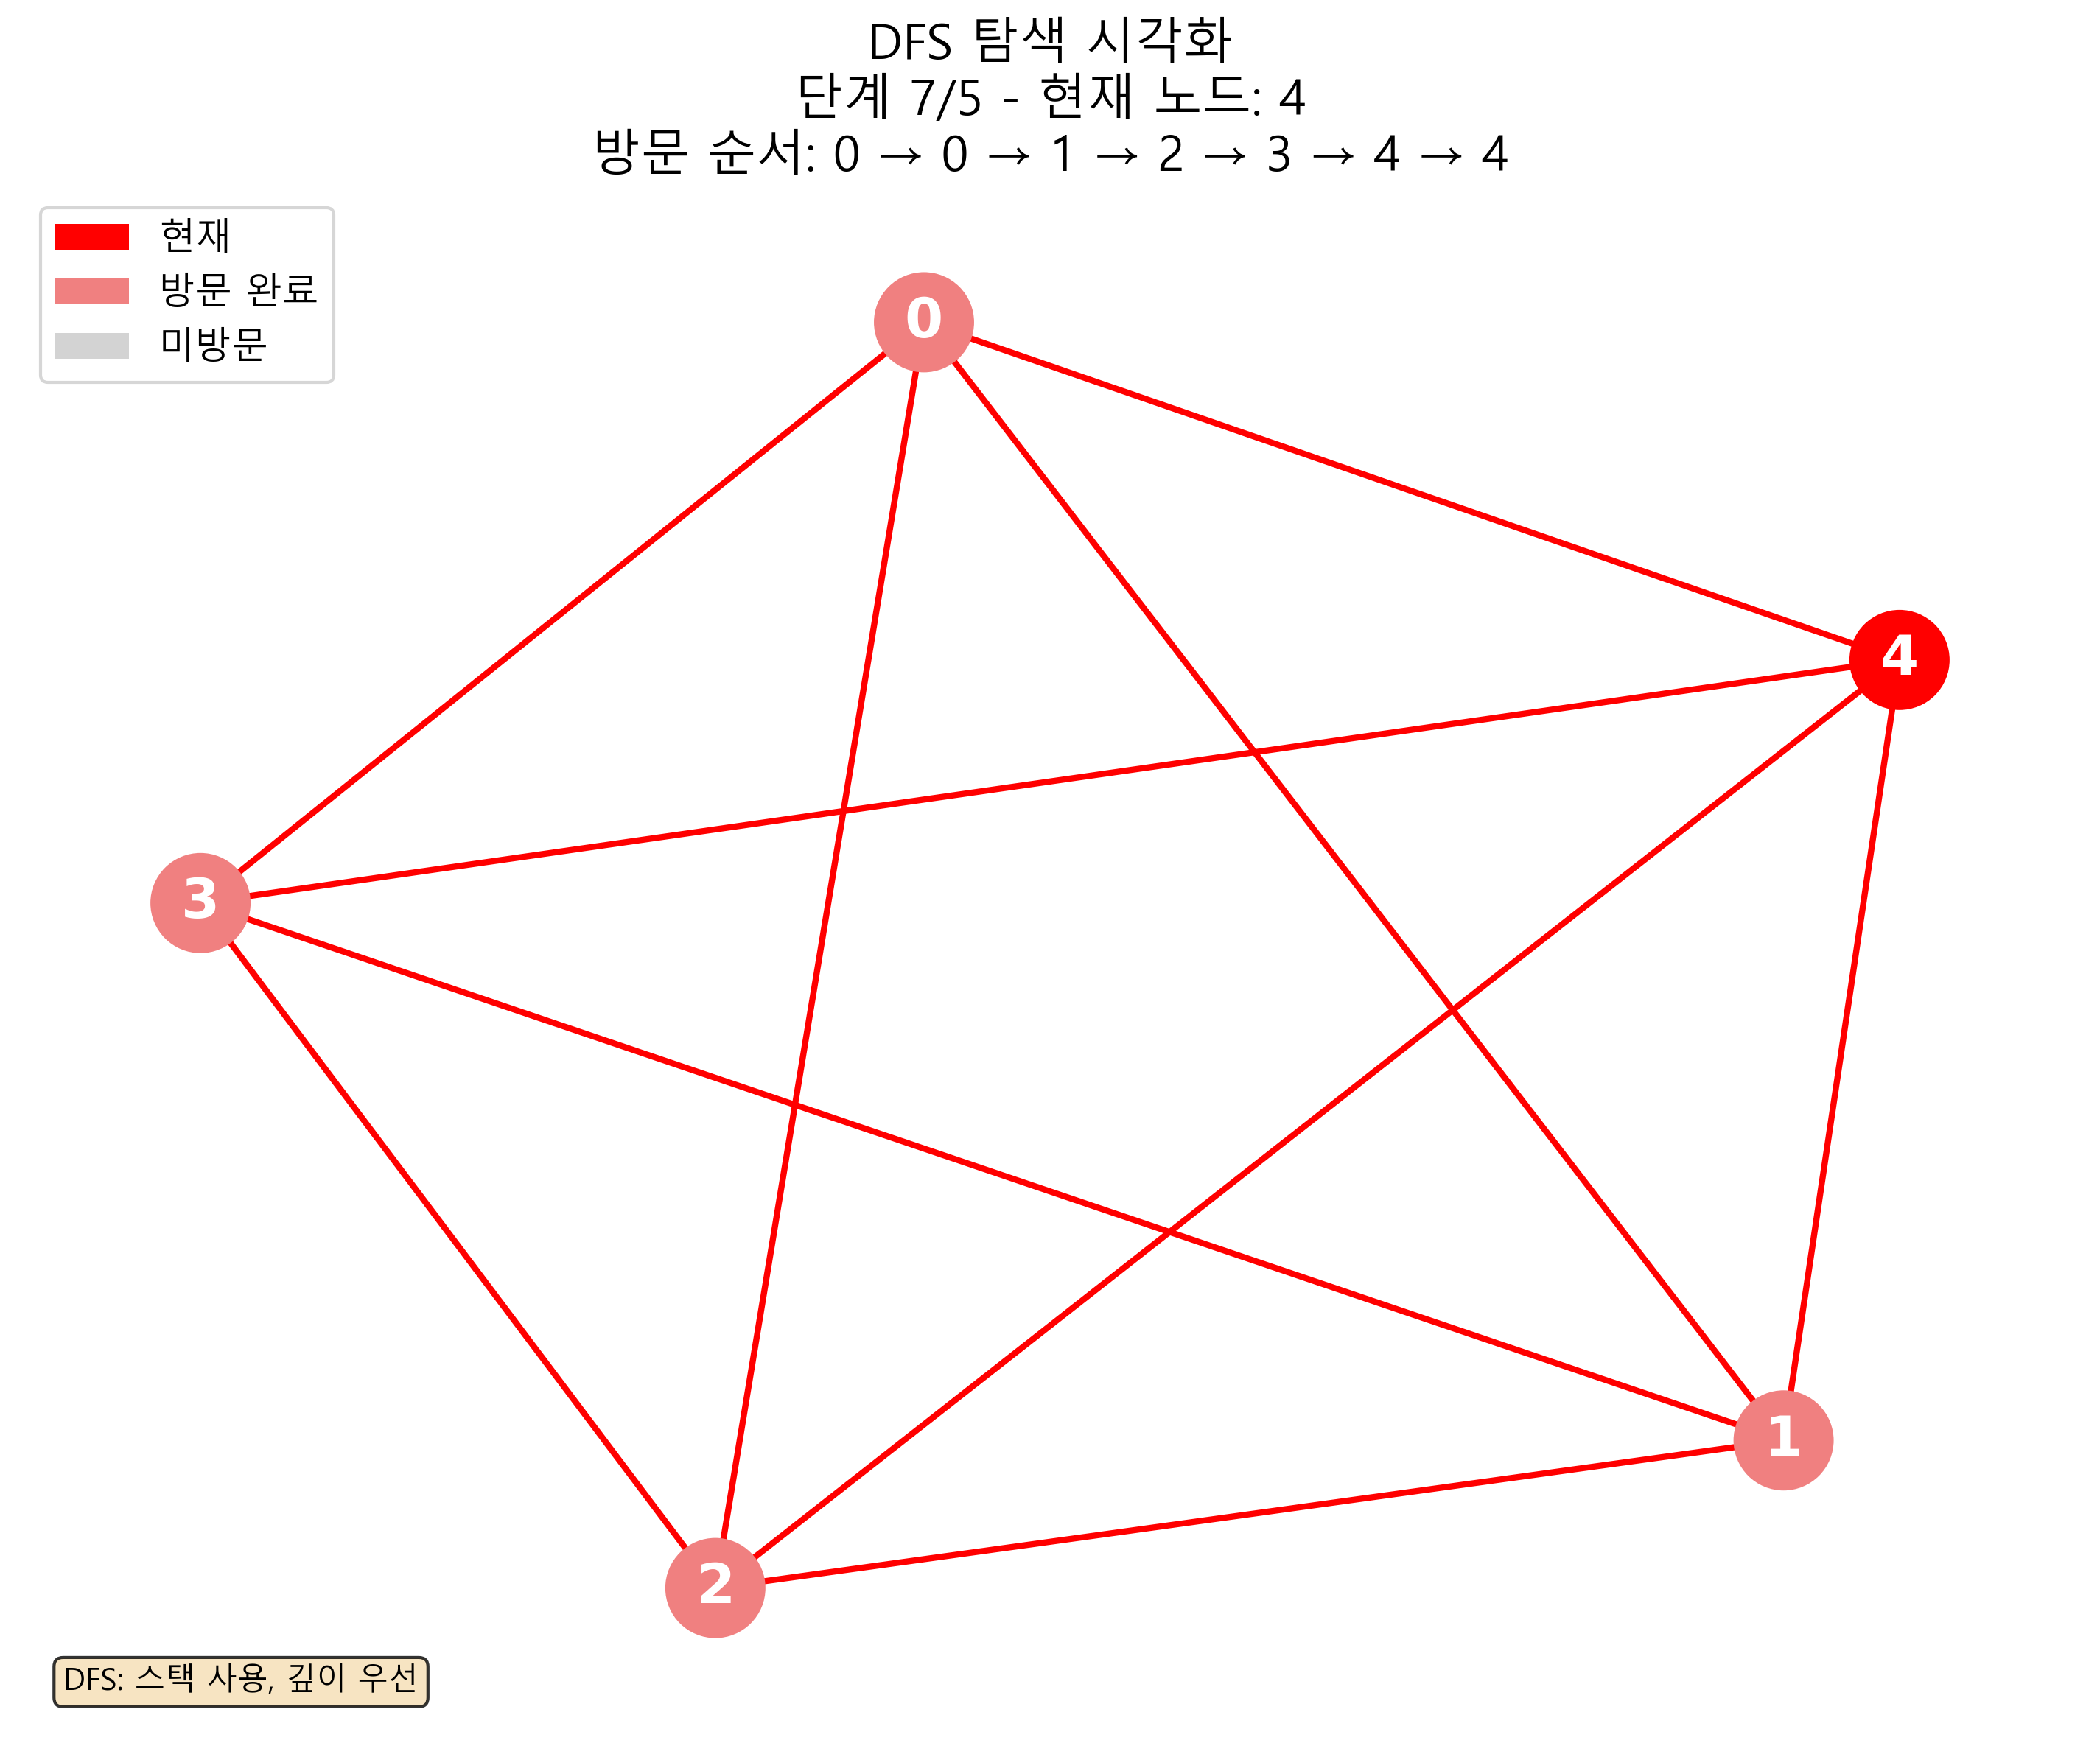 DFS 탐색 시각화
단계 7/5 - 현재 노드: 4
방문 순서: 0 → 0 → 1 → 2 → 3 → 4 → 4
현재
방문 완료
미방문
0
4
3
1
2
DFS: 스택 사용, 깊이 우선